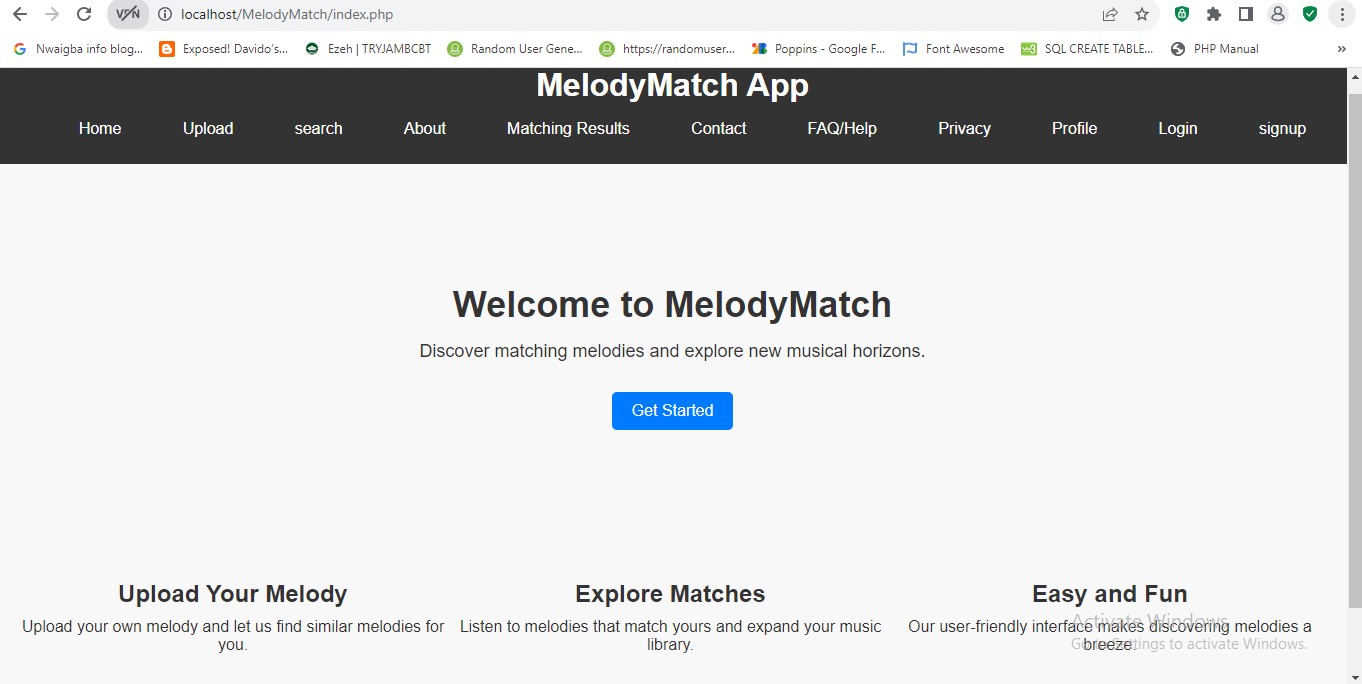 VPN
localhost/MelodyMatch/index.php
Nwaigba info blog...
Exposed! Davido's...
Ezeh | TRYJAMBCBT
Random User Gene...
https://randomuser...
Poppins - Google F...
Font Awesome
SQL CREATE TABLE...
PHP Manual
»
MelodyMatch App
Home
Upload
search
About
Matching Results
Contact
FAQ/Help
Privacy
Profile
Login
signup
Welcome to MelodyMatch
Discover matching melodies and explore new musical horizons.
Get Started
Upload Your Melody
Upload your own melody and let us find similar melodies for
you.
Explore Matches
Listen to melodies that match yours and expand your music
library.
Easy and Fun
Our user-friendly interface makes discovering melodies a
breeze.
Activate Windows
Go to Settings to activate Windows.